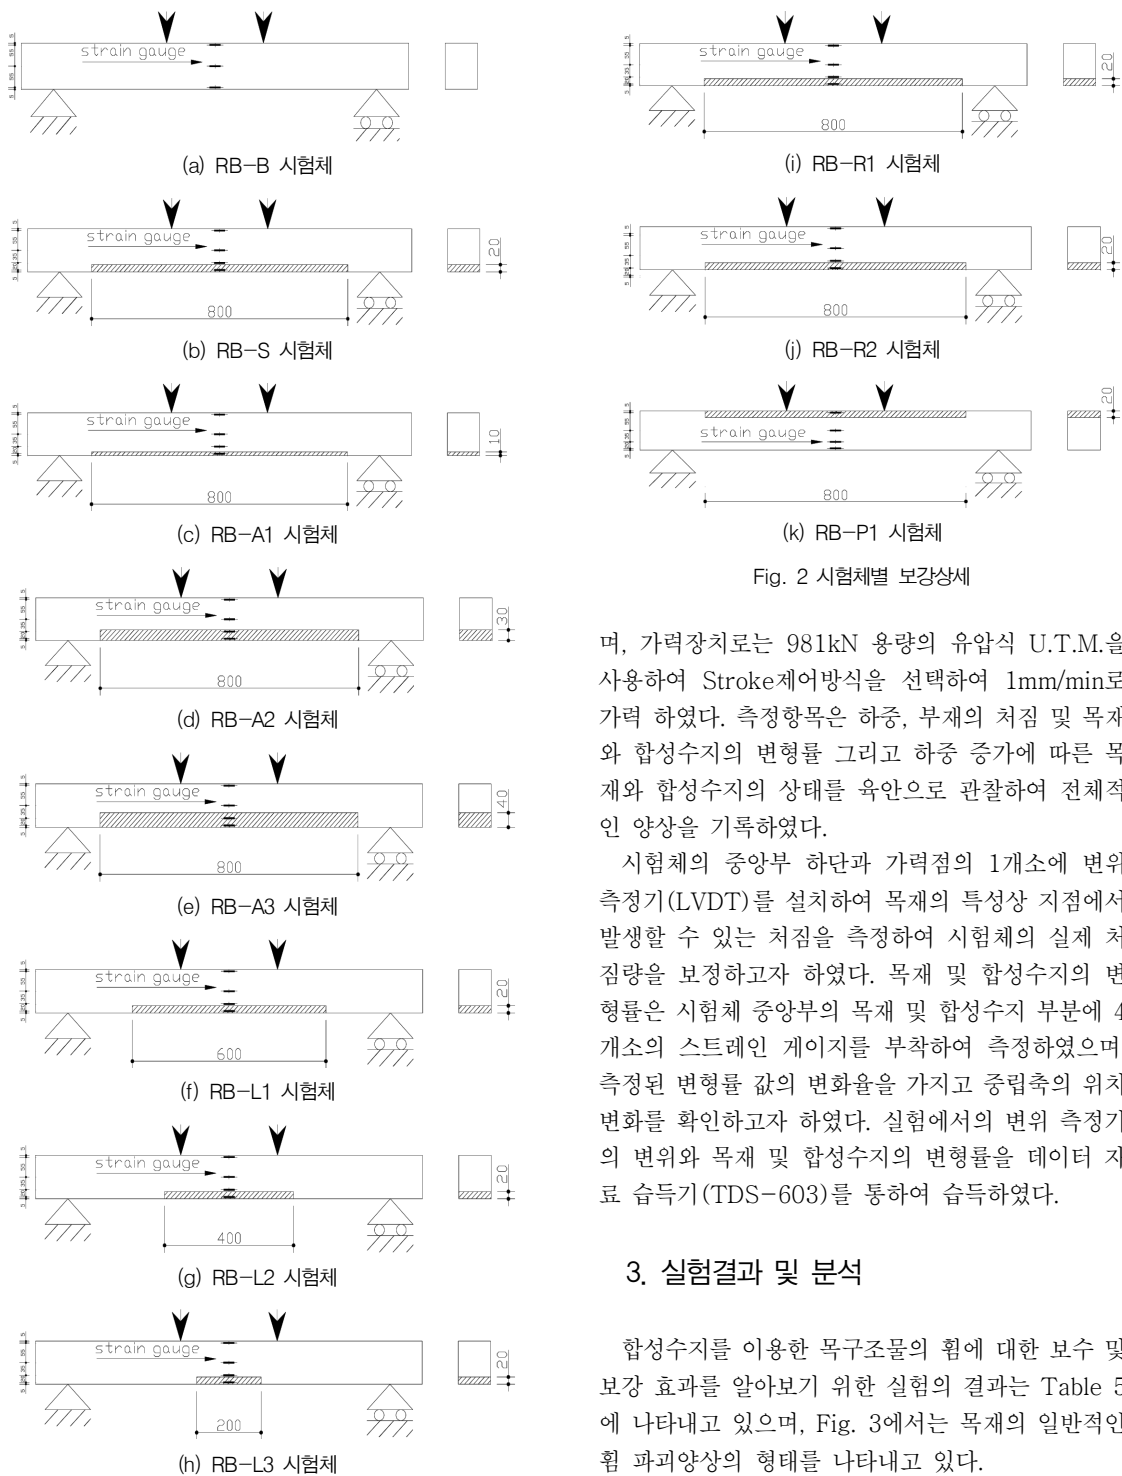 strain gauge
(a) RB-B 시험체
strain gauge
20
800
(b) RB-S 시험체
strain gauge
10
800
(c) RB-A1 시험체
strain gauge
30
800
(d) RB-A2 시험체
strain gauge
40
800
(e) RB-A3 시험체
strain gauge
20
600
(f) RB-L1 시험체
strain gauge
20
400
(g) RB-L2 시험체
strain gauge
20
200
(h) RB-L3 시험체
strain gauge
20
800
(i) RB-R1 시험체
strain gauge
20
800
(j) RB-R2 시험체
20
strain gauge
800
(k) RB-P1 시험체
Fig. 2 시험체별 보강상세
며, 가력장치로는 981kN 용량의 유압식 U.T.M.을
사용하여 Stroke제어방식을 선택하여 1mm/min로
가력 하였다. 측정항목은 하중, 부재의 처짐 및 목재
와 합성수지의 변형률 그리고 하중 증가에 따른 목
재와 합성수지의 상태를 육안으로 관찰하여 전체적
인 양상을 기록하였다.
시험체의 중앙부 하단과 가력점의 1개소에 변위
측정기(LVDT)를 설치하여 목재의 특성상 지점에서
발생할 수 있는 처짐을 측정하여 시험체의 실제 처
짐량을 보정하고자 하였다. 목재 및 합성수지의 변
형률은 시험체 중앙부의 목재 및 합성수지 부분에 4
개소의 스트레인 게이지를 부착하여 측정하였으며
측정된 변형률 값의 변화율을 가지고 중립축의 위치
변화를 확인하고자 하였다. 실험에서의 변위 측정기
의 변위와 목재 및 합성수지의 변형률을 데이터 자
료 습득기(TDS-603)를 통하여 습득하였다.
3. 실험결과 및 분석
합성수지를 이용한 목구조물의 휨에 대한 보수 및
보강 효과를 알아보기 위한 실험의 결과는 Table 5
에 나타내고 있으며, Fig. 3에서는 목재의 일반적인
휨 파괴양상의 형태를 나타내고 있다.